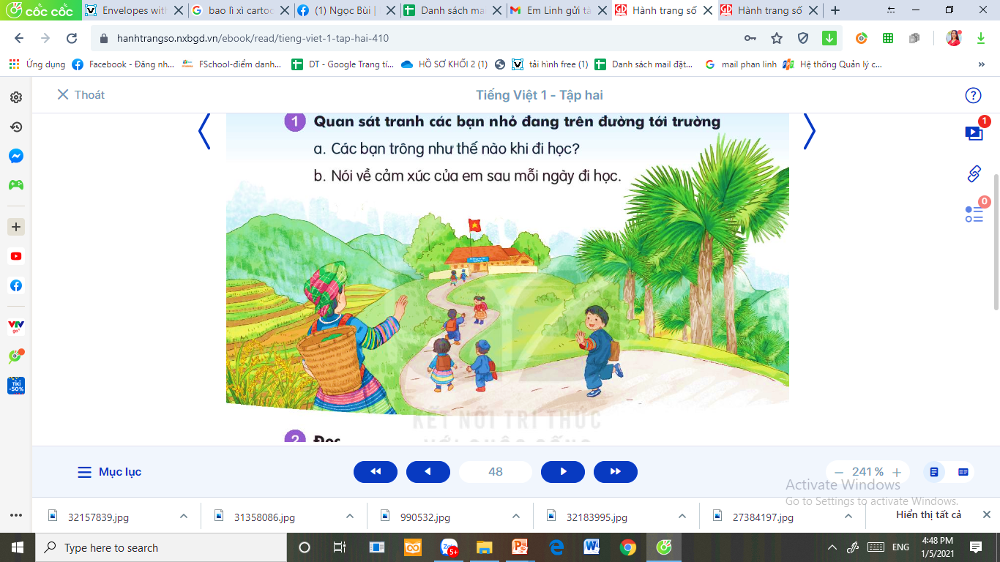 cốc cốc
Envelopes with
bao lì xì cartoo
(1) Ngọc Bùi |
Danh sách ma
Em Linh gửi tà
Hành trang số
Hành trang số
hanhtrangso.nxbgd.vn/ebook/read/tieng-viet-1-tap-hai-410
Ứng dụng
Facebook - Đăng nh...
FSchool-điểm danh...
DT - Google Trang tí...
HỒ SƠ KHỐI 2 (1)
tải hình free (1)
Danh sách mail đặt...
mail phan linh
Hệ thống Quản lý c...
Thoát
Tiếng Việt 1 - Tập hai
?
1
0
1 Quan sát tranh các bạn nhỏ đang trên đường tới trường
a. Các bạn trông như thế nào khi đi học?
b. Nói về cảm xúc của em sau mỗi ngày đi học.
KẾT NỐI TRI THỨC
VỚI CUỘC SỐNG
2 Đọc
VTV
go
TIKI
-50%
Mục lục
48
241 %
Activate Windows
Go to Settings to activate Windows.
32157839.jpg
31358086.jpg
990532.jpg
32183995.jpg
27384197.jpg
Hiển thị tất cả
Type here to search
Zalo
5+
ENG
4:48 PM
1/5/2021